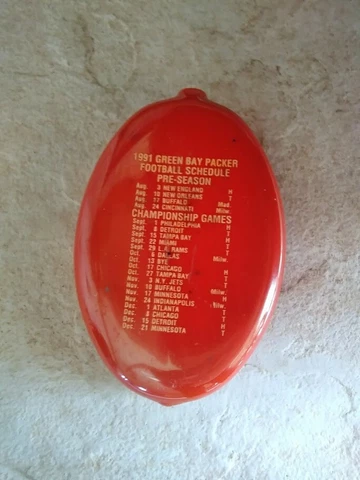 1991 GREEN BAY PACKER
FOOTBALL SCHEDULE
PRE-SEASON
Aug. 3 NEW ENGLAND H
Aug. 10 NEW ORLEANS T
Aug. 17 BUFFALO Mad.
Aug. 24 CINCINNATI Milw.
CHAMPIONSHIP GAMES
Sept. 1 PHILADELPHIA H
Sept. 8 DETROIT T
Sept. 15 TAMPA BAY H
Sept. 22 MIAMI T
Sept. 29 L.A. RAMS T
Oct. 6 DALLAS Milw.
Oct. 13 BYE
Oct. 17 CHICAGO H
Oct. 27 TAMPA BAY T
Nov. 3 N.Y. JETS T
Nov. 10 BUFFALO
Nov. 17 MINNESOTA H
Nov. 24 INDIANAPOLIS Milw.
Dec. 1 ATLANTA T
Dec. 8 CHICAGO T
Dec. 15 DETROIT H
Dec. 21 MINNESOTA T